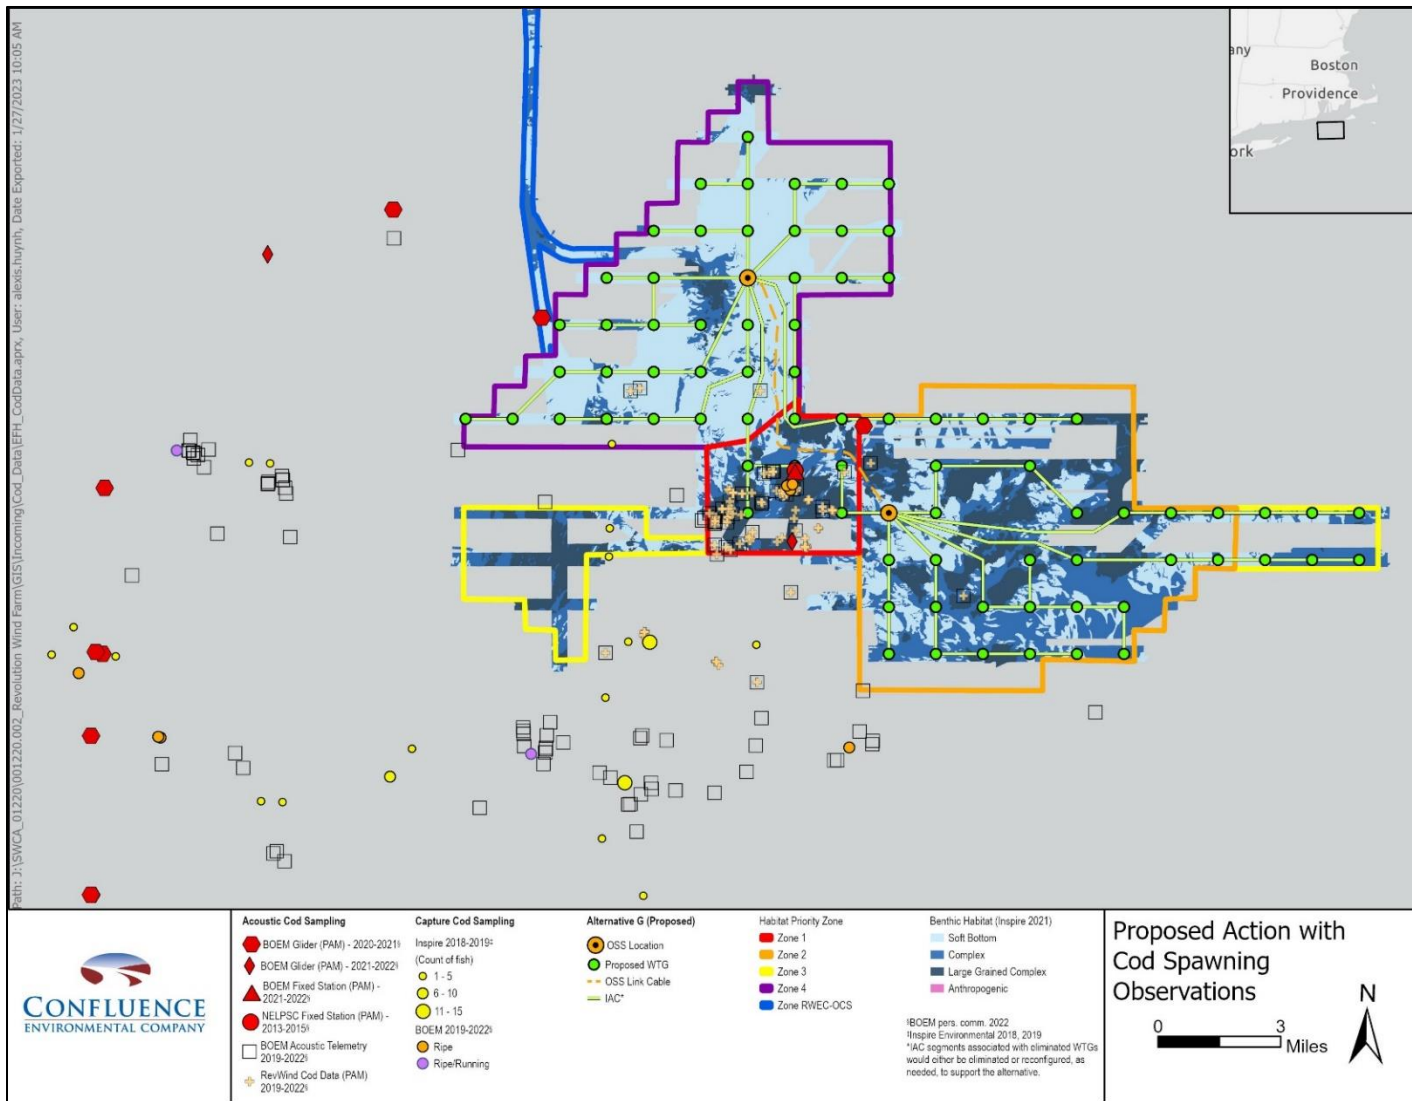 Path: J:\SWCA_01220\001220.002_Revolution Wind Farm\GIS\Incoming\Cod_Data\EFH_CodData.aprx, User: alexis.huynh, Date Exported: 1/27/2023 10:05 AM
any
Boston
Providence
ork
CONFLUENCE
ENVIRONMENTAL COMPANY
Acoustic Cod Sampling
BOEM Glider (PAM) - 2020-2021§
BOEM Glider (PAM) - 2021-2022§
BOEM Fixed Station (PAM) -
2021-2022§
NELPSC Fixed Station (PAM) -
2013-2015§
BOEM Acoustic Telemetry
2019-2022§
RevWind Cod Data (PAM)
2019-2022§
Capture Cod Sampling
Inspire 2018-2019‡
(Count of fish)
1 - 5
6 - 10
11 - 15
BOEM 2019-2022§
Ripe
Ripe/Running
Alternative G (Proposed)
OSS Location
Proposed WTG
OSS Link Cable
IAC*
Habitat Priority Zone
Zone 1
Zone 2
Zone 3
Zone 4
Zone RWEC-OCS
Benthic Habitat (Inspire 2021)
Soft Bottom
Complex
Large Grained Complex
Anthropogenic
§BOEM pers. comm. 2022
‡Inspire Environmental 2018, 2019
*IAC segments associated with eliminated WTGs
would either be eliminated or reconfigured, as
needed, to support the alternative.
Proposed Action with
Cod Spawning
Observations
N
0 3
Miles